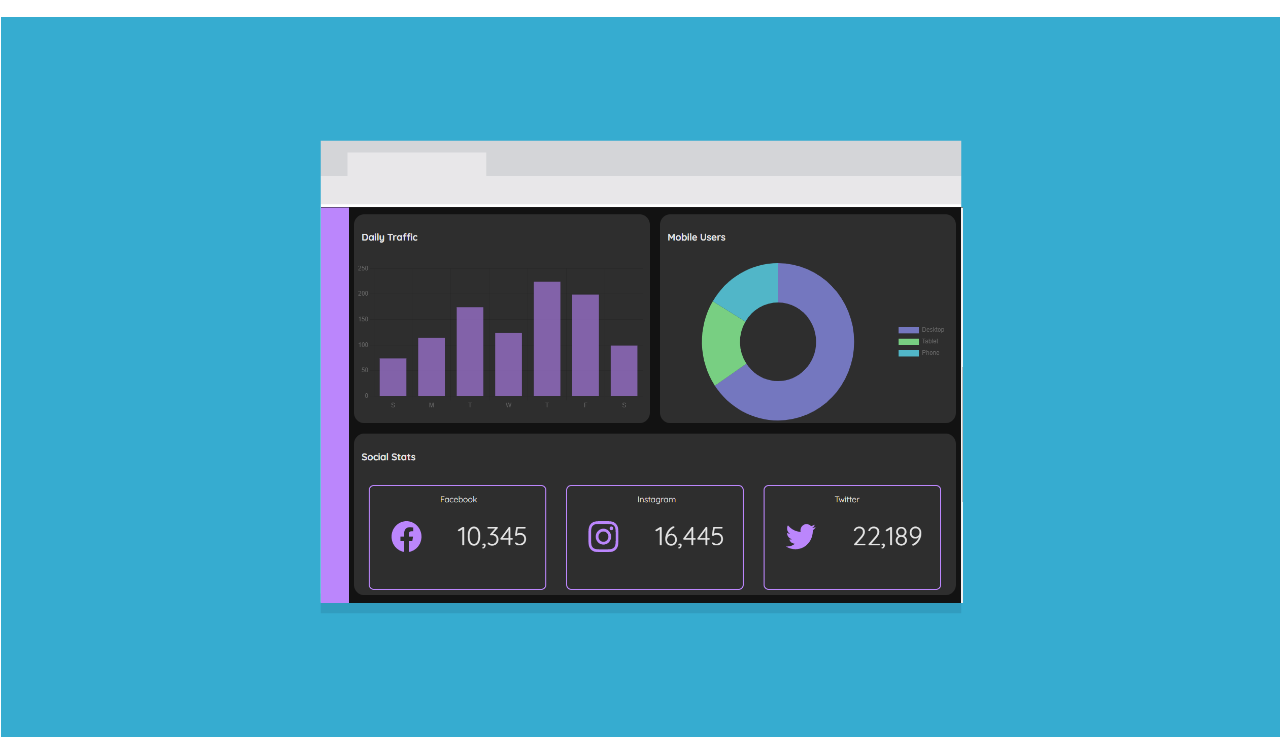 Daily Traffic
250
200
150
100
50
0
S M T W T F S
Mobile Users
Desktop
Tablet
Phone
Social Stats
Facebook
10,345
Instagram
16,445
Twitter
22,189